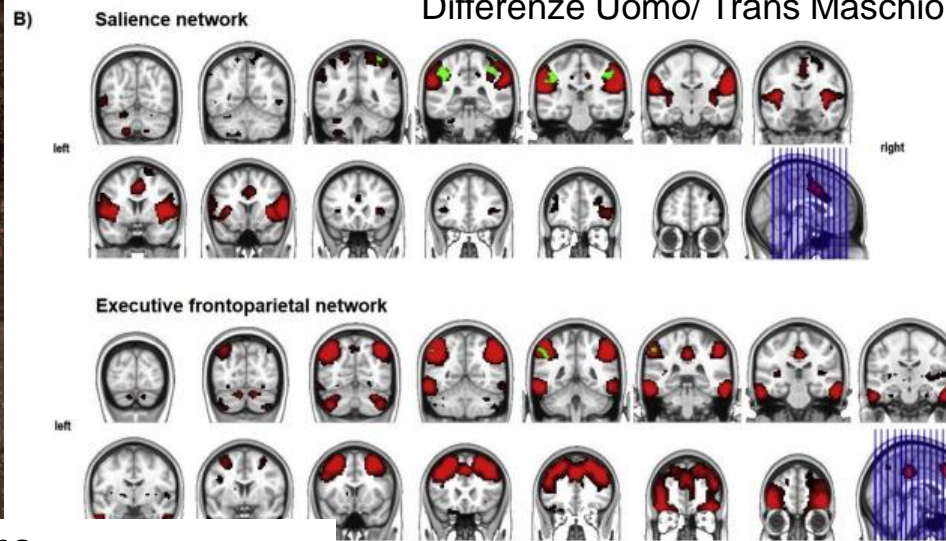 B)
Salience network
Differenze Uomo/ Trans Maschio
left
right
Executive frontoparietal network
left